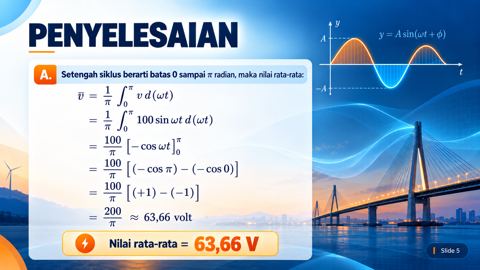 PENYELESAIAN
A. Setengah siklus berarti batas 0 sampai π radian, maka nilai rata-rata:
v̅ = 1/π ∫₀^π v d(ωt)
= 1/π ∫₀^π 100 sin ωt d(ωt)
= 100/π [−cos ωt]₀^π
= 100/π [(−cos π) − (−cos 0)]
= 100/π [(+1) − (−1)]
= 200/π ≈ 63,66 volt
Nilai rata-rata = 63,66 V
y
A
y = A sin(ωt + ϕ)
t
−A
Slide 5